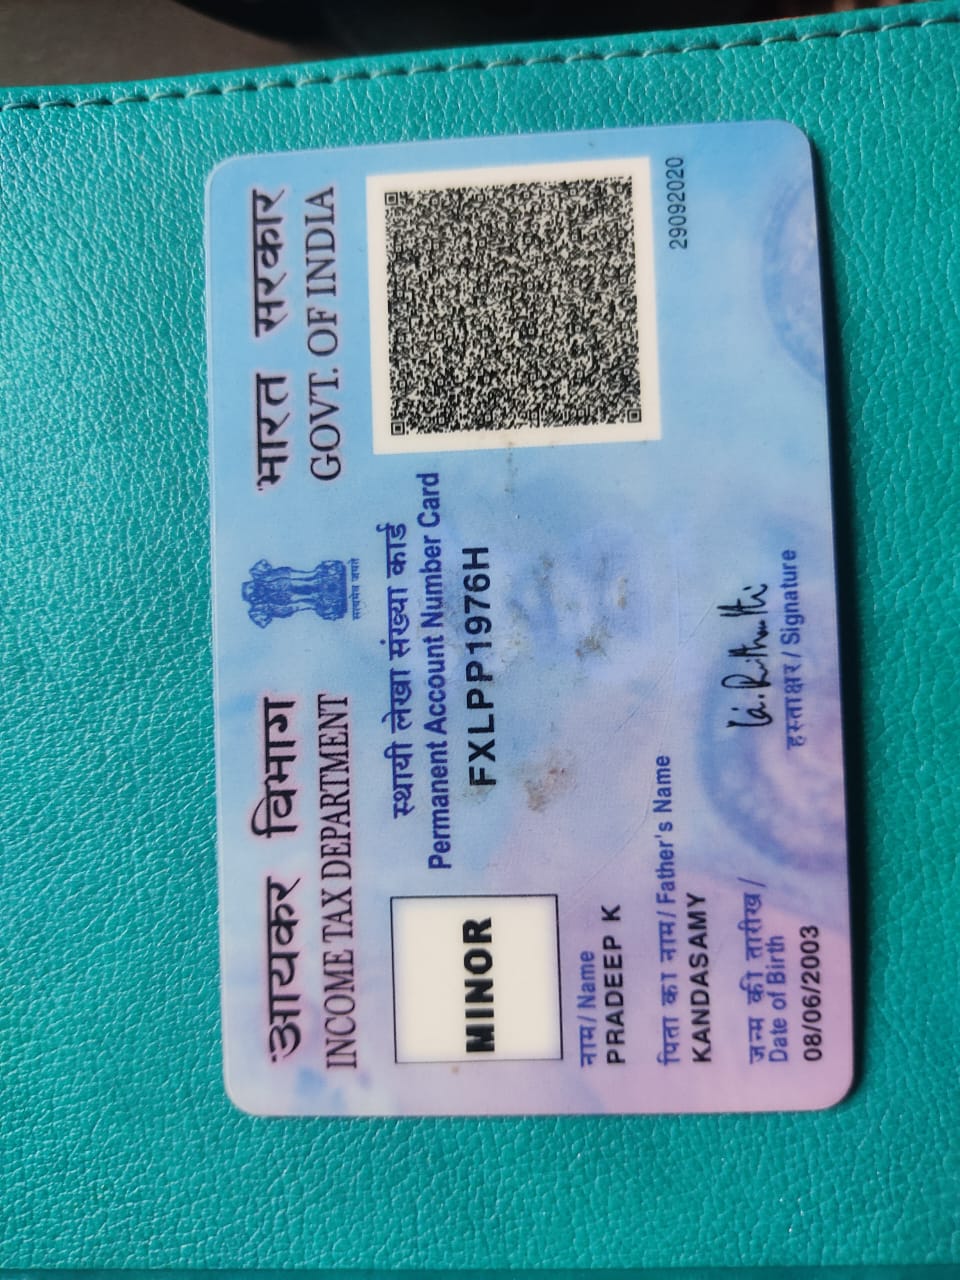 आयकर विभाग
INCOME TAX DEPARTMENT
सत्यमेव जयते
भारत सरकार
GOVT. OF INDIA
स्थायी लेखा संख्या कार्ड
Permanent Account Number Card
FXLPP1976H
MINOR
नाम / Name
PRADEEP K
पिता का नाम / Father's Name
KANDASAMY
जन्म की तारीख /
Date of Birth
08/06/2003
हस्ताक्षर / Signature
29092020